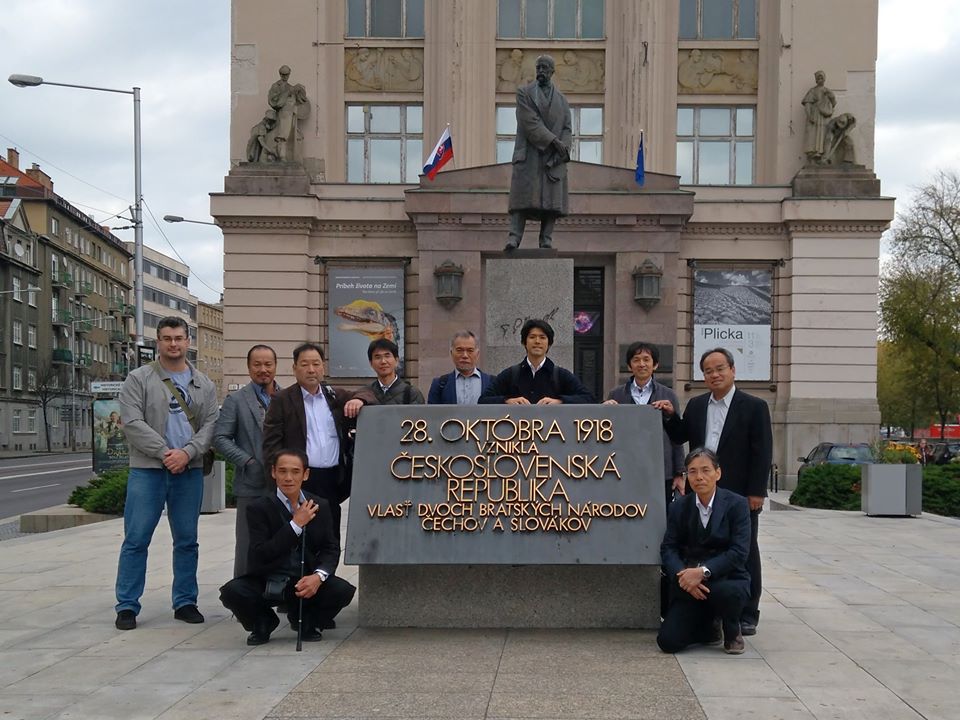 Príbeh života na Zemi
Plicka
28. OKTÓBRA 1918
VZNIKLA
ČESKOSLOVENSKÁ
REPUBLIKA
VLASŤ DVOCH BRATSKÝCH NÁRODOV
ČECHOV A SLOVÁKOV